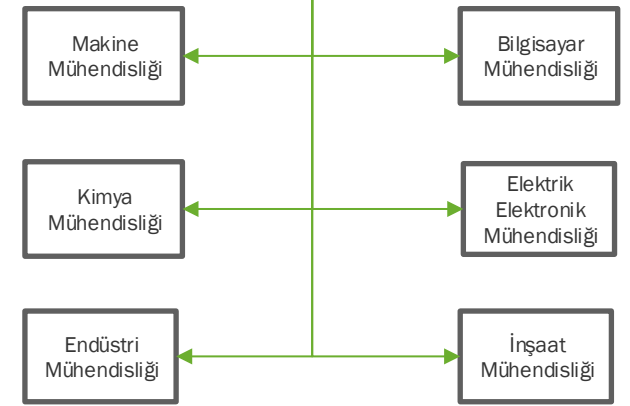 Makine
Mühendisliği
Bilgisayar
Mühendisliği
Kimya
Mühendisliği
Elektrik
Elektronik
Mühendisliği
Endüstri
Mühendisliği
İnşaat
Mühendisliği